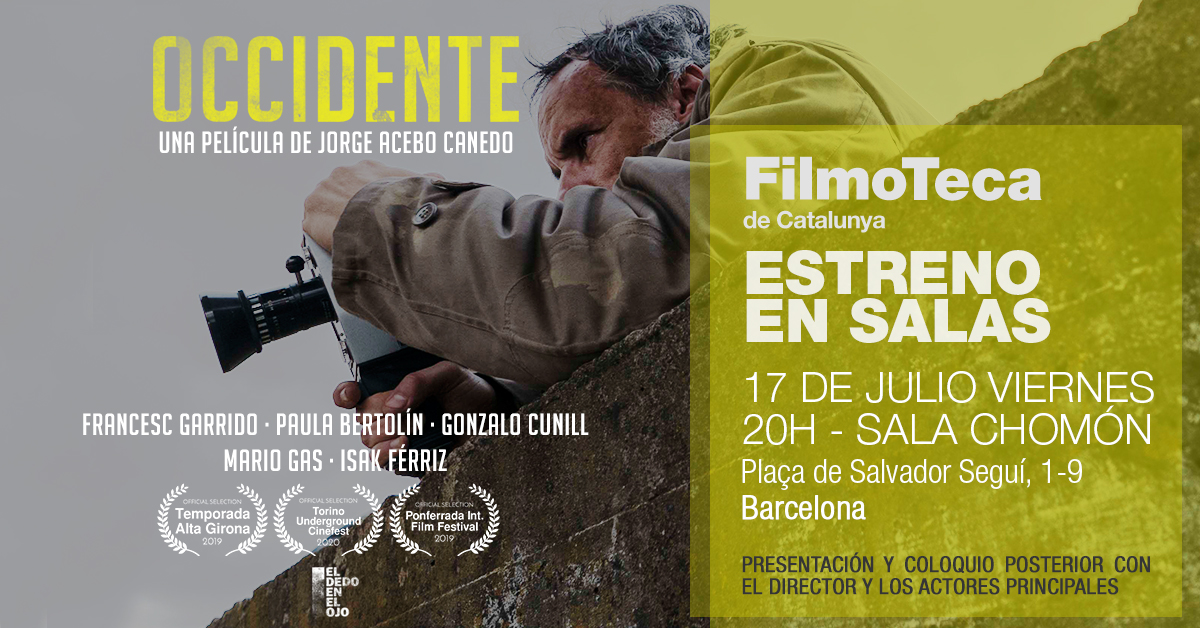 OCCIDENTE
UNA PELÍCULA DE JORGE ACEBO CANEDO
FRANCESC GARRIDO · PAULA BERTOLÍN · GONZALO CUNILL
MARIO GAS · ISAK FÉRRIZ
OFFICIAL SELECTION
Temporada
Alta Girona
2019
OFFICIAL SELECTION
Torino
Underground
Cinefest
2020
OFFICIAL SELECTION
Ponferrada Int.
Film Festival
2019
EL
DEDO
EN EL
OJO
FilmoTeca
de Catalunya
ESTRENO
EN SALAS
17 DE JULIO VIERNES
20H - SALA CHOMÓN
Plaça de Salvador Seguí, 1-9
Barcelona
PRESENTACIÓN Y COLOQUIO POSTERIOR CON
EL DIRECTOR Y LOS ACTORES PRINCIPALES